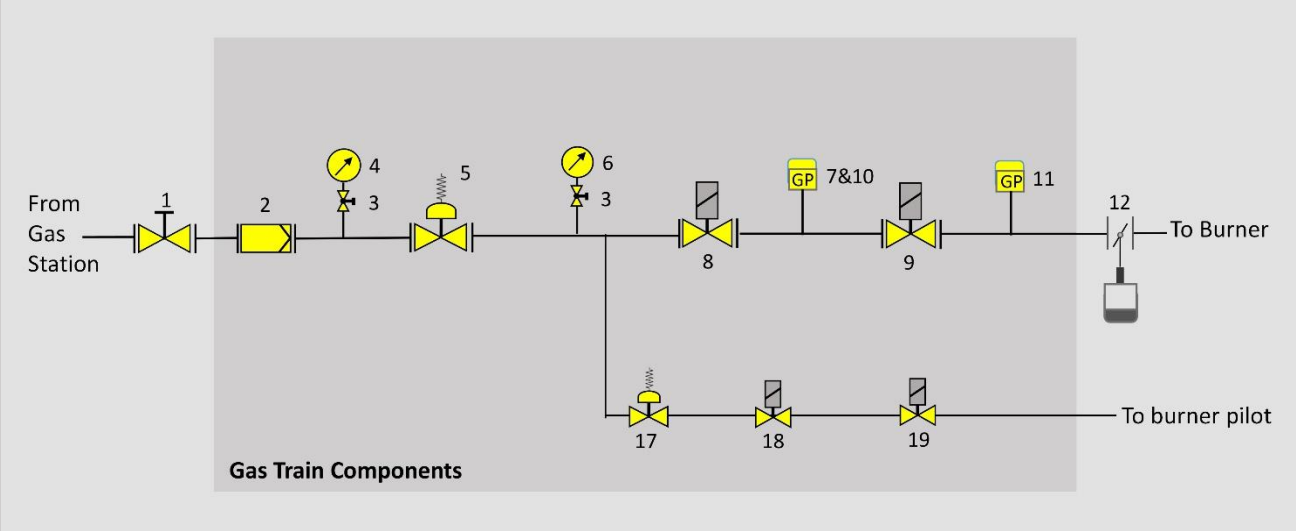 From
Gas
Station
1
2
4
3
5
6
3
8
GP
7&10
9
GP
11
12
To Burner
17
18
19
To burner pilot
Gas Train Components